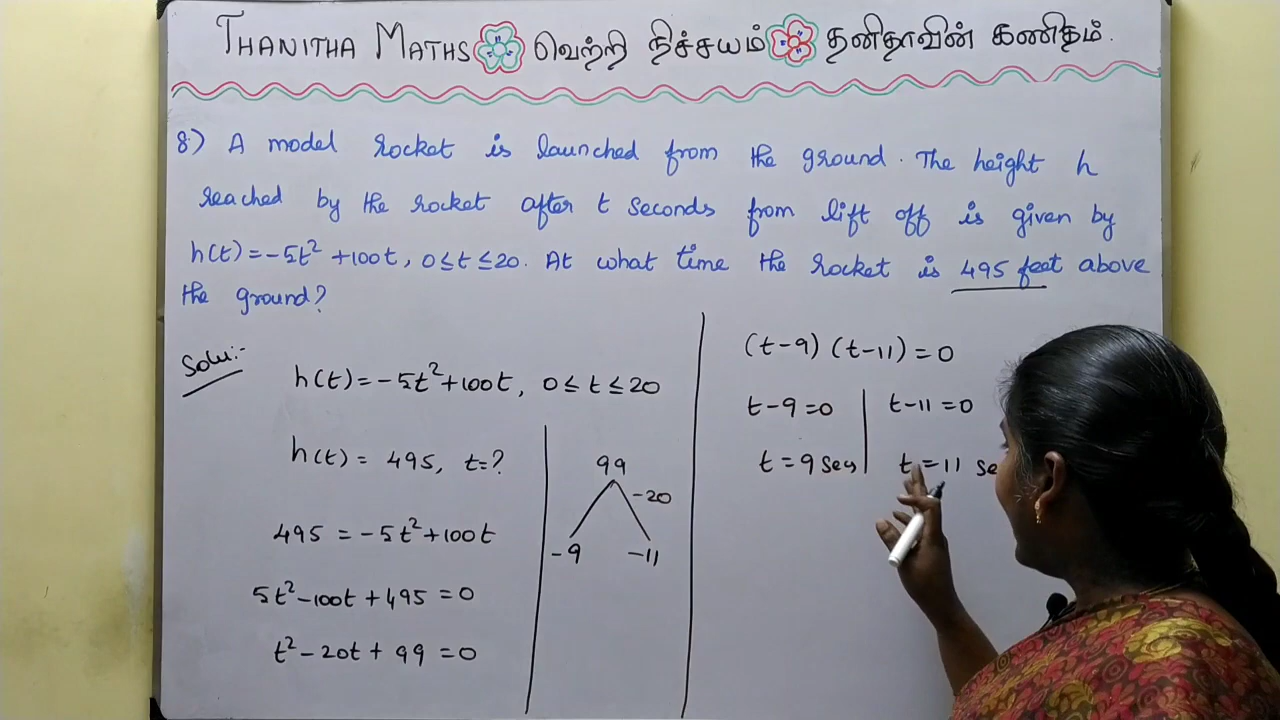 THANITHA MATHS வெற்றி நிச்சயம் தனிதாவின் கணிதம்.
8) A model rocket is launched from the ground. The height h
reached by the rocket after t seconds from lift off is given by
h(t)=-5t²+100t, 0≤t≤20. At what time the rocket is 495 feet above
the ground?
Solu:-
h(t)=-5t²+100t, 0≤t≤20
h(t)= 495, t=?
495 = -5t²+100t
5t²-100t+495=0
t²-20t+99=0
99
-20
-9 -11
(t-9)(t-11)=0
t-9=0 t-11=0
t=9 t=11